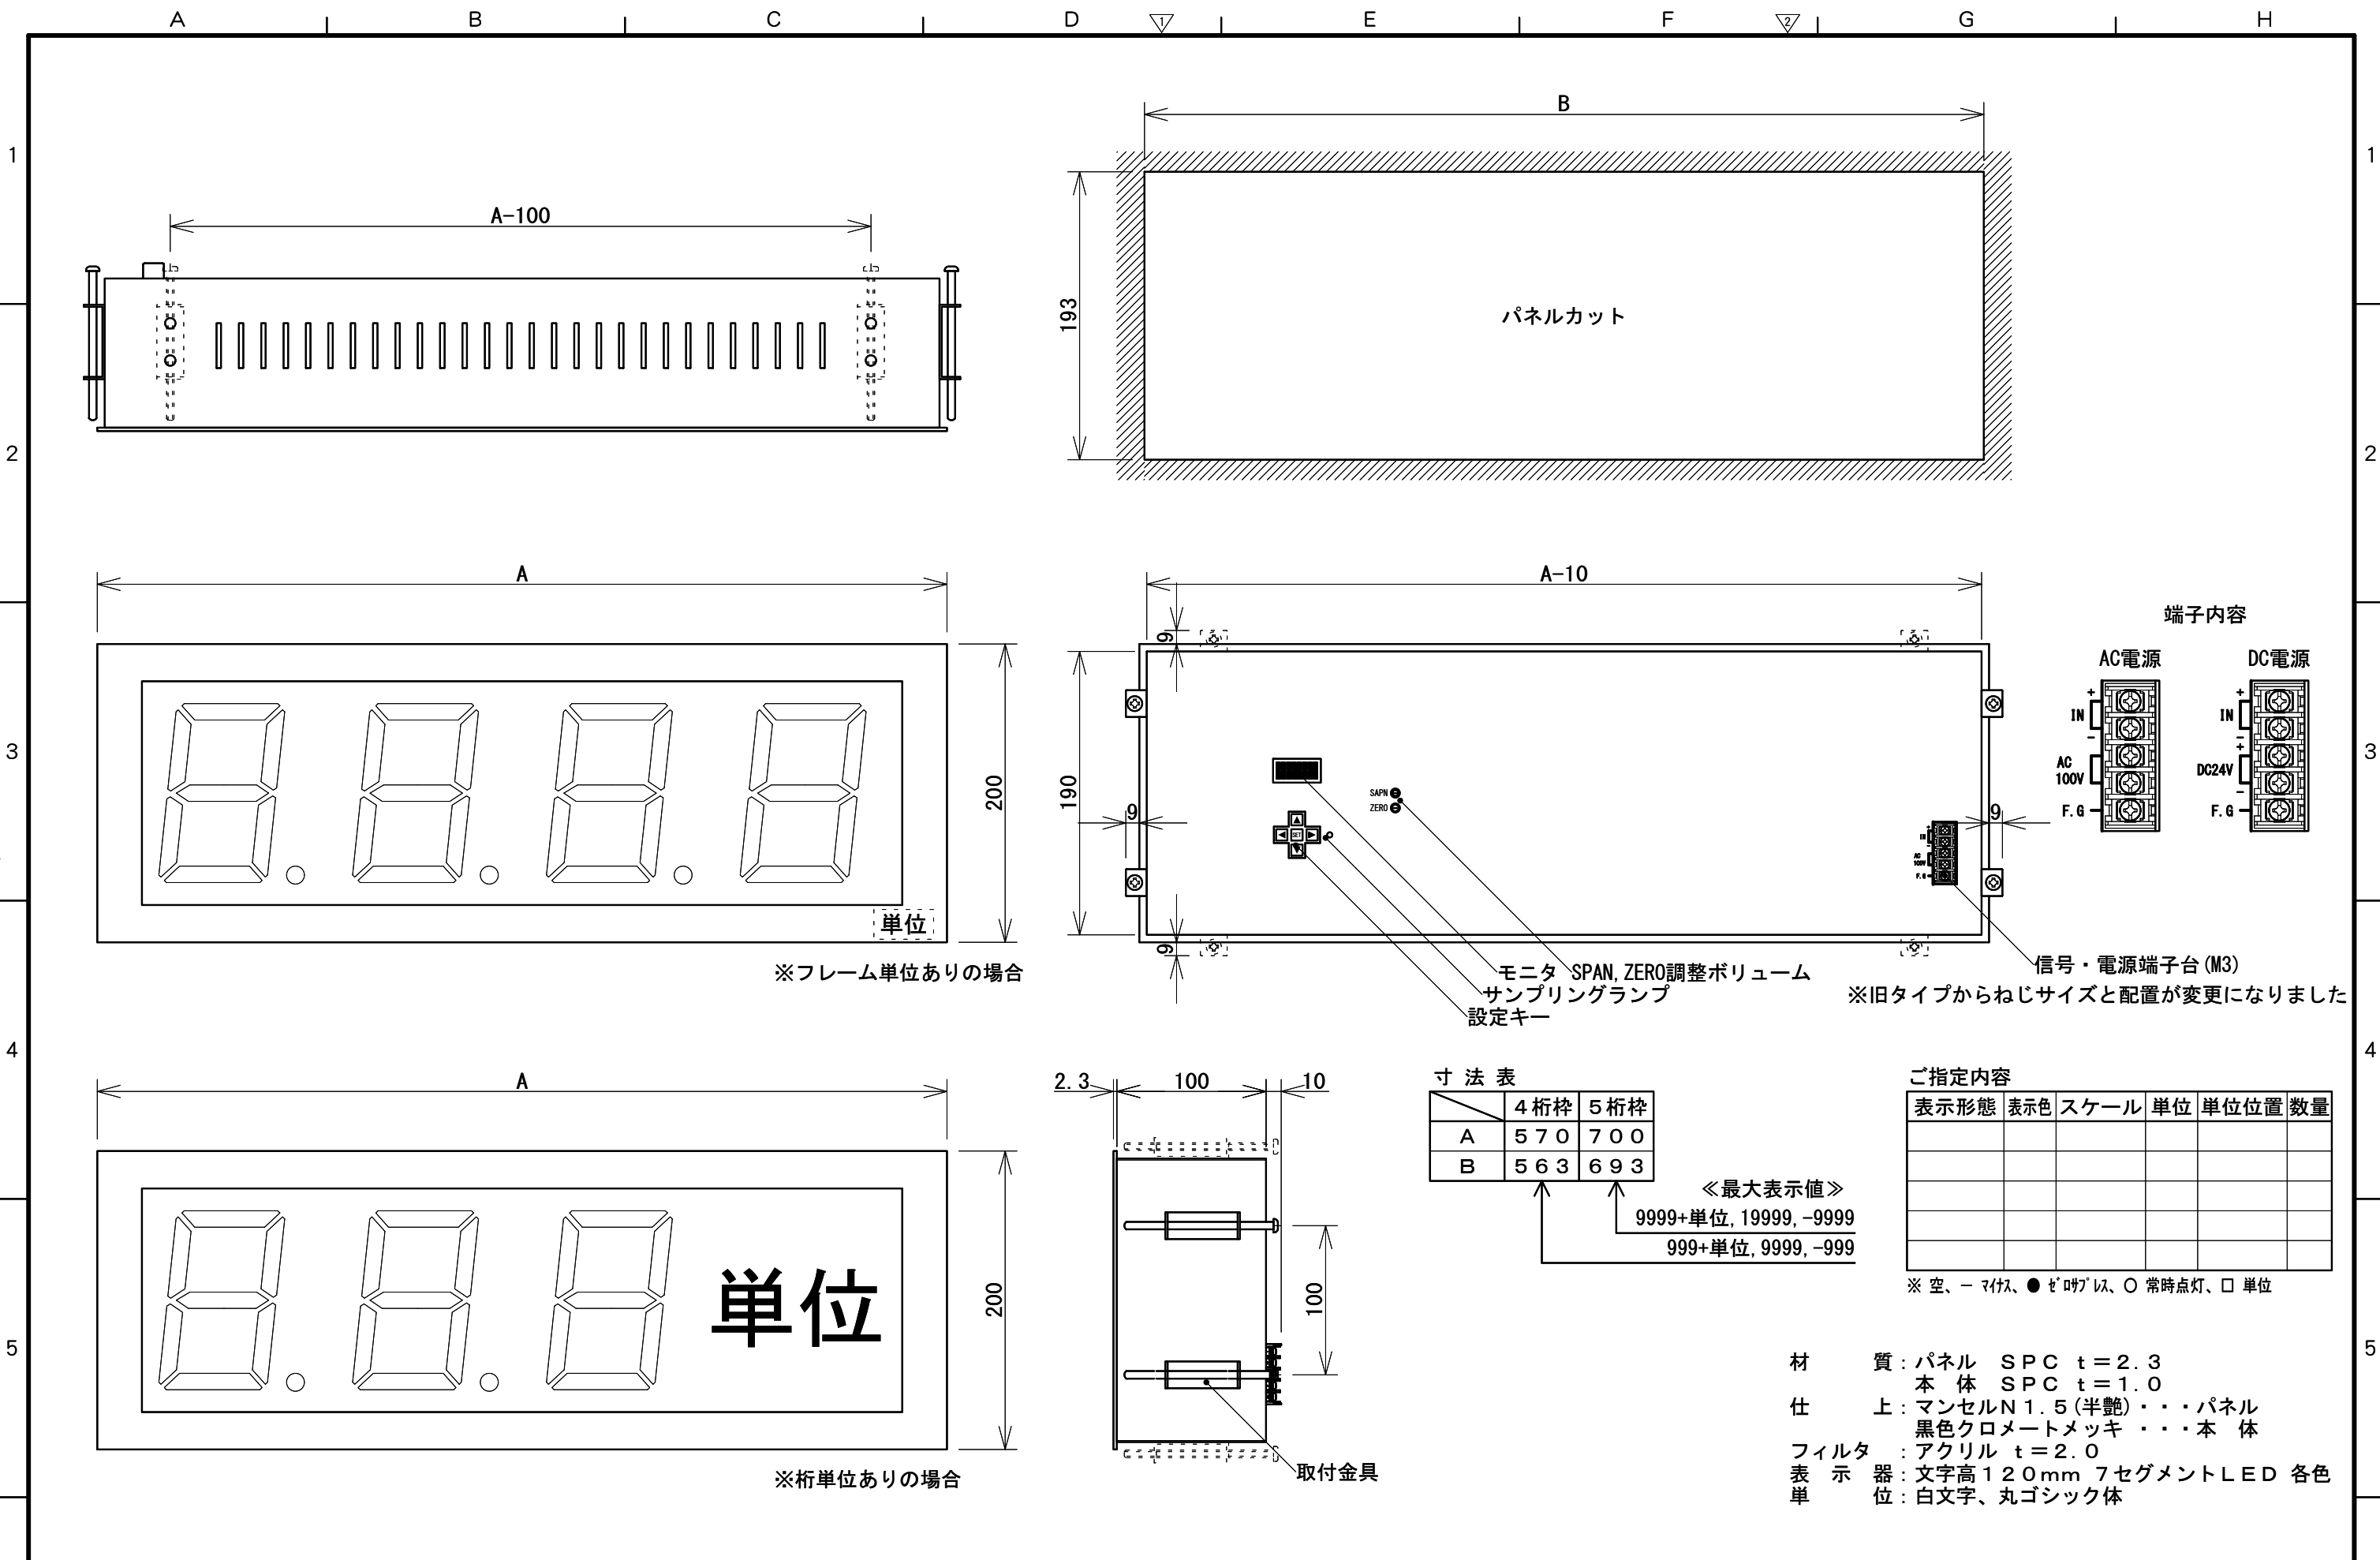 A B C D 1 E F 2 G H
1 1
2 2
3 3
4 4
5 5
A-100
B
193
パネルカット
A
200
単位
※フレーム単位ありの場合
A-10
9
190
9
9
9
SAPN
ZERO
SET
+
IN
-
AC
100V
F.G
モニタ
SPAN,ZERO調整ボリューム
サンプリングランプ
設定キー
信号・電源端子台(M3)
※旧タイプからねじサイズと配置が変更になりました
端子内容
AC電源 DC電源
+ +
IN IN
- -
+
AC
100V DC24V
-
F.G F.G
A
200
単位
※桁単位ありの場合
2.3 100 10
100
取付金具
寸 法 表
4桁枠 5桁枠
A 570 700
B 563 693
≪最大表示値≫
9999+単位,19999,-9999
999+単位,9999,-999
ご指定内容
表示形態 表示色 スケール 単位 単位位置 数量
※ 空、− ﾏｲﾅｽ、● ｾﾞﾛｻﾌﾟﾚｽ、○ 常時点灯、□ 単位
材 質：パネル ＳＰＣ ｔ＝２．３
本 体 ＳＰＣ ｔ＝１．０
仕 上：マンセルＮ１．５(半艶)・・・パネル
黒色クロメートメッキ ・・・本 体
フィルタ ：アクリル ｔ＝２．０
表 示 器：文字高１２０mm ７セグメントＬＥＤ 各色
単 位：白文字、丸ゴシック体